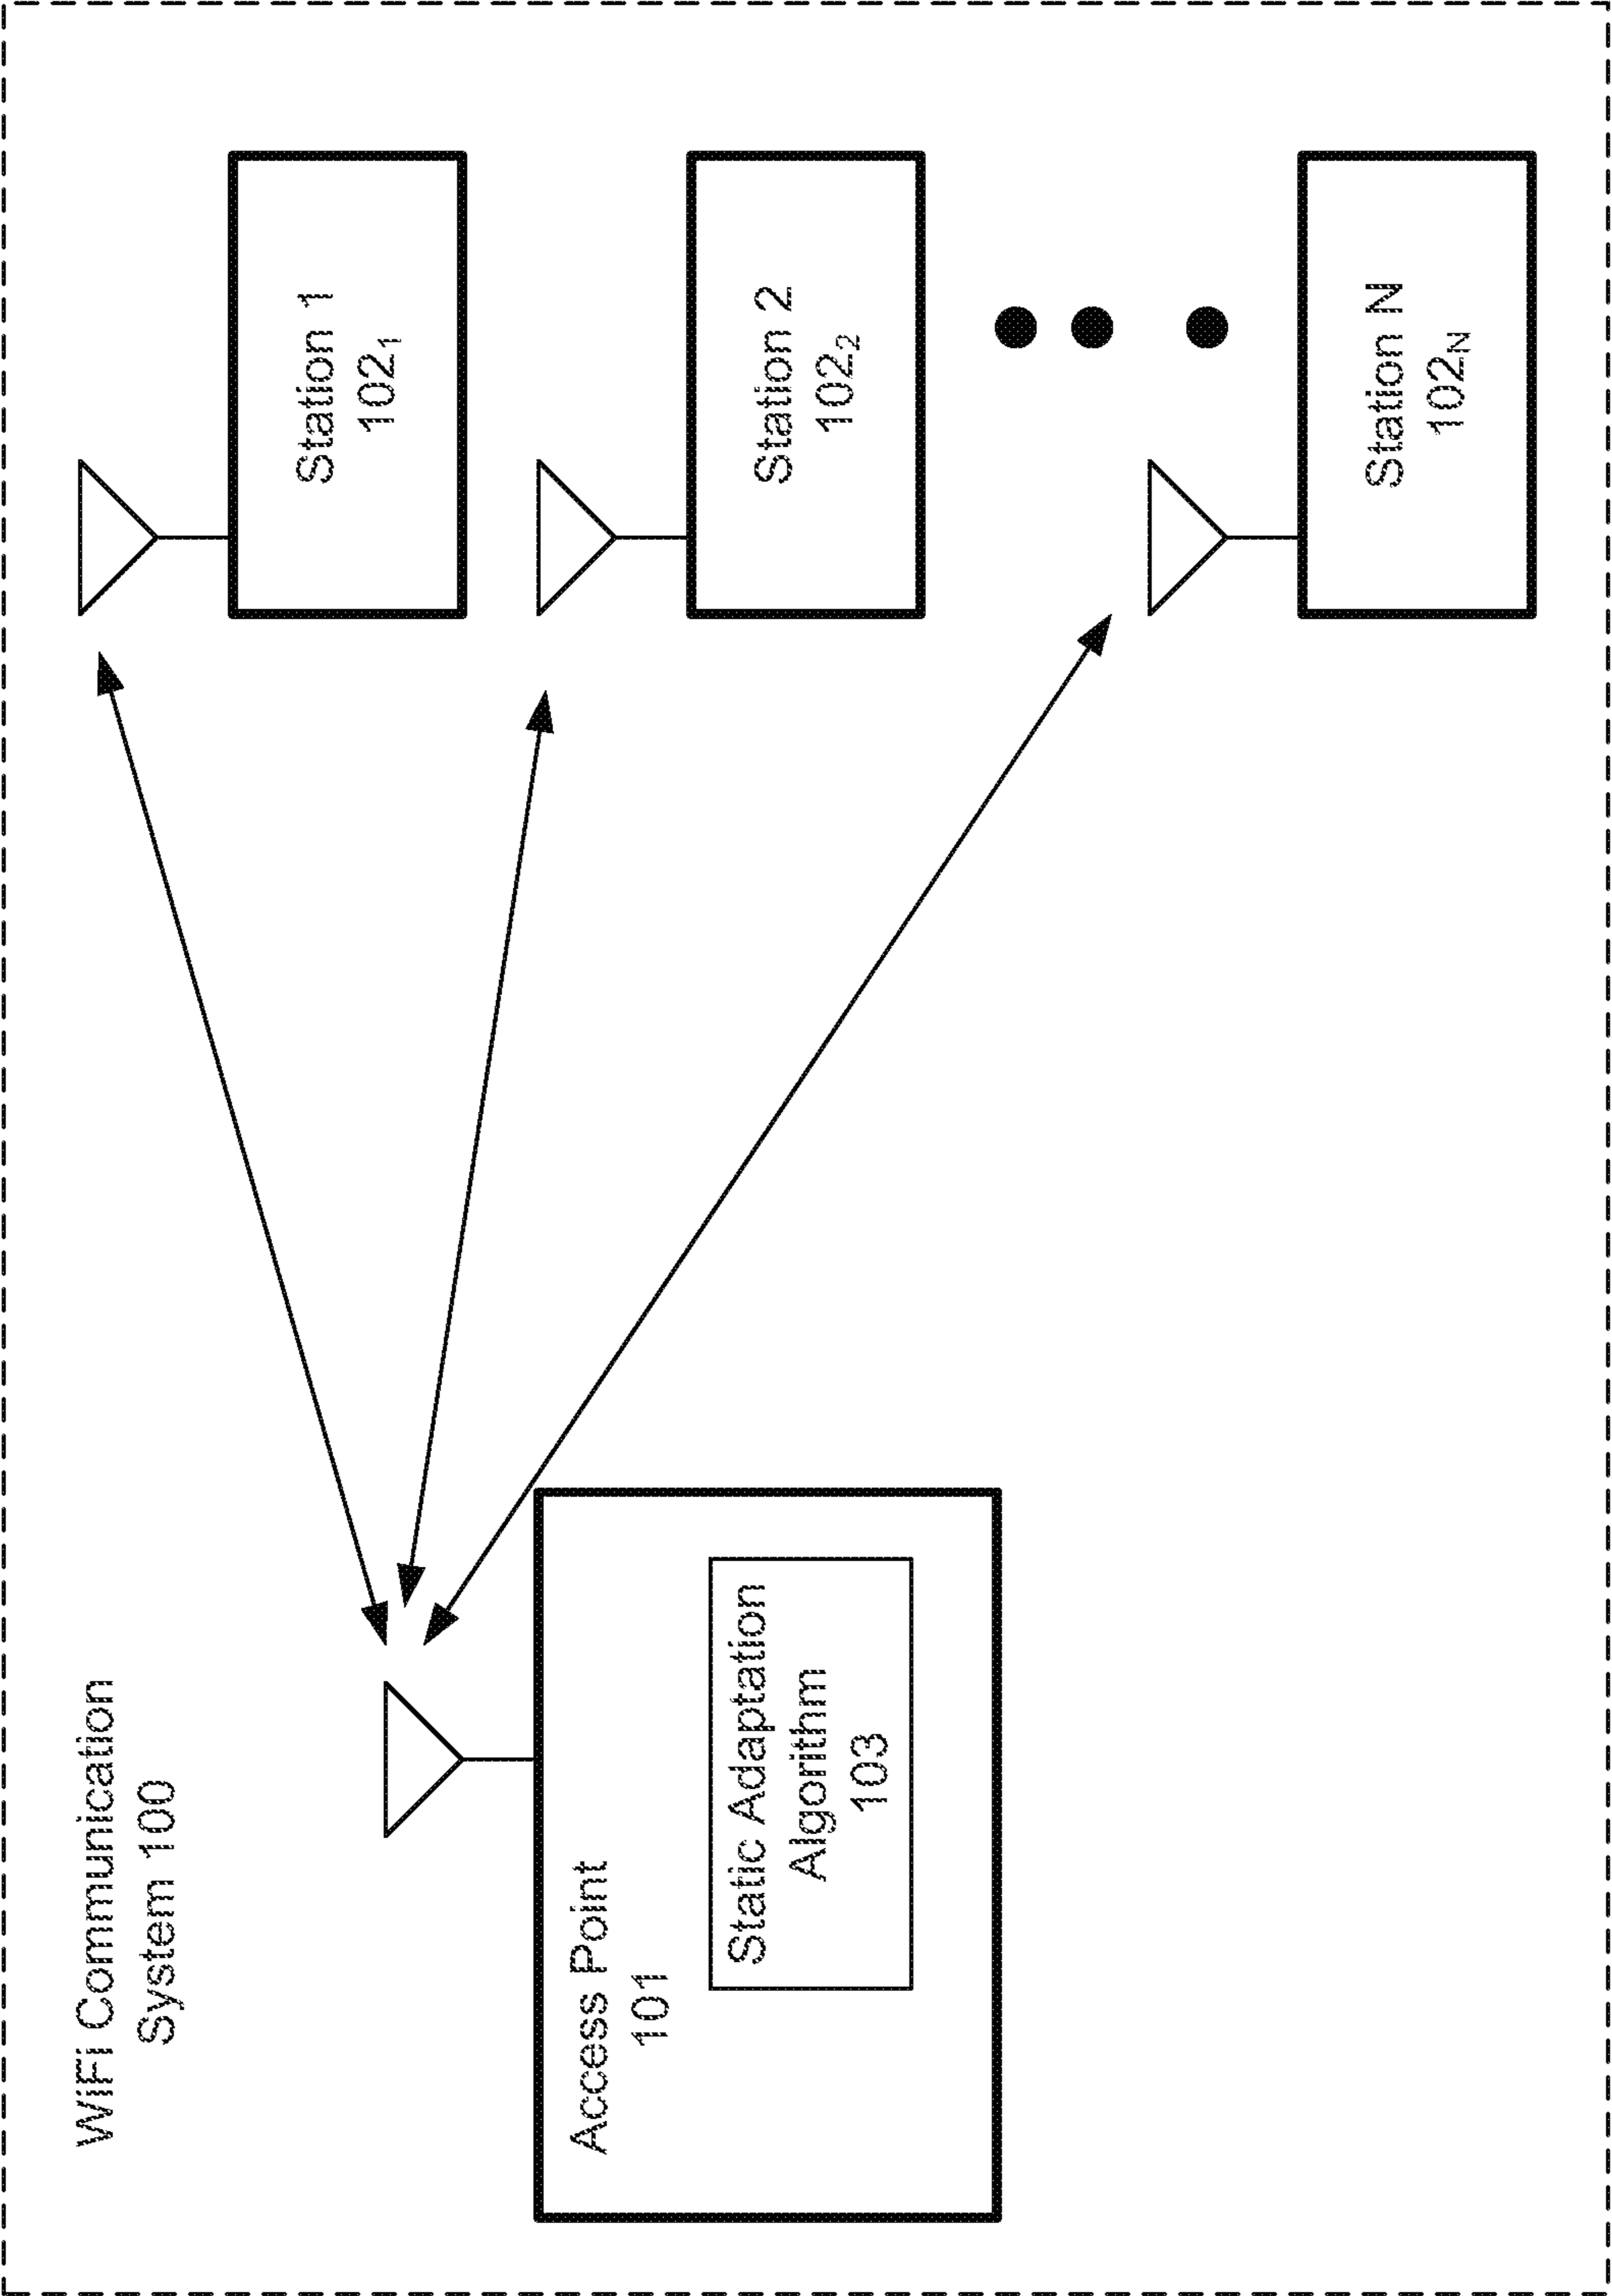 WiFi Communication
System 100
Access Point
101
Static Adaptation
Algorithm
103
Station 1
102₁
Station 2
102₂
Station N
102N